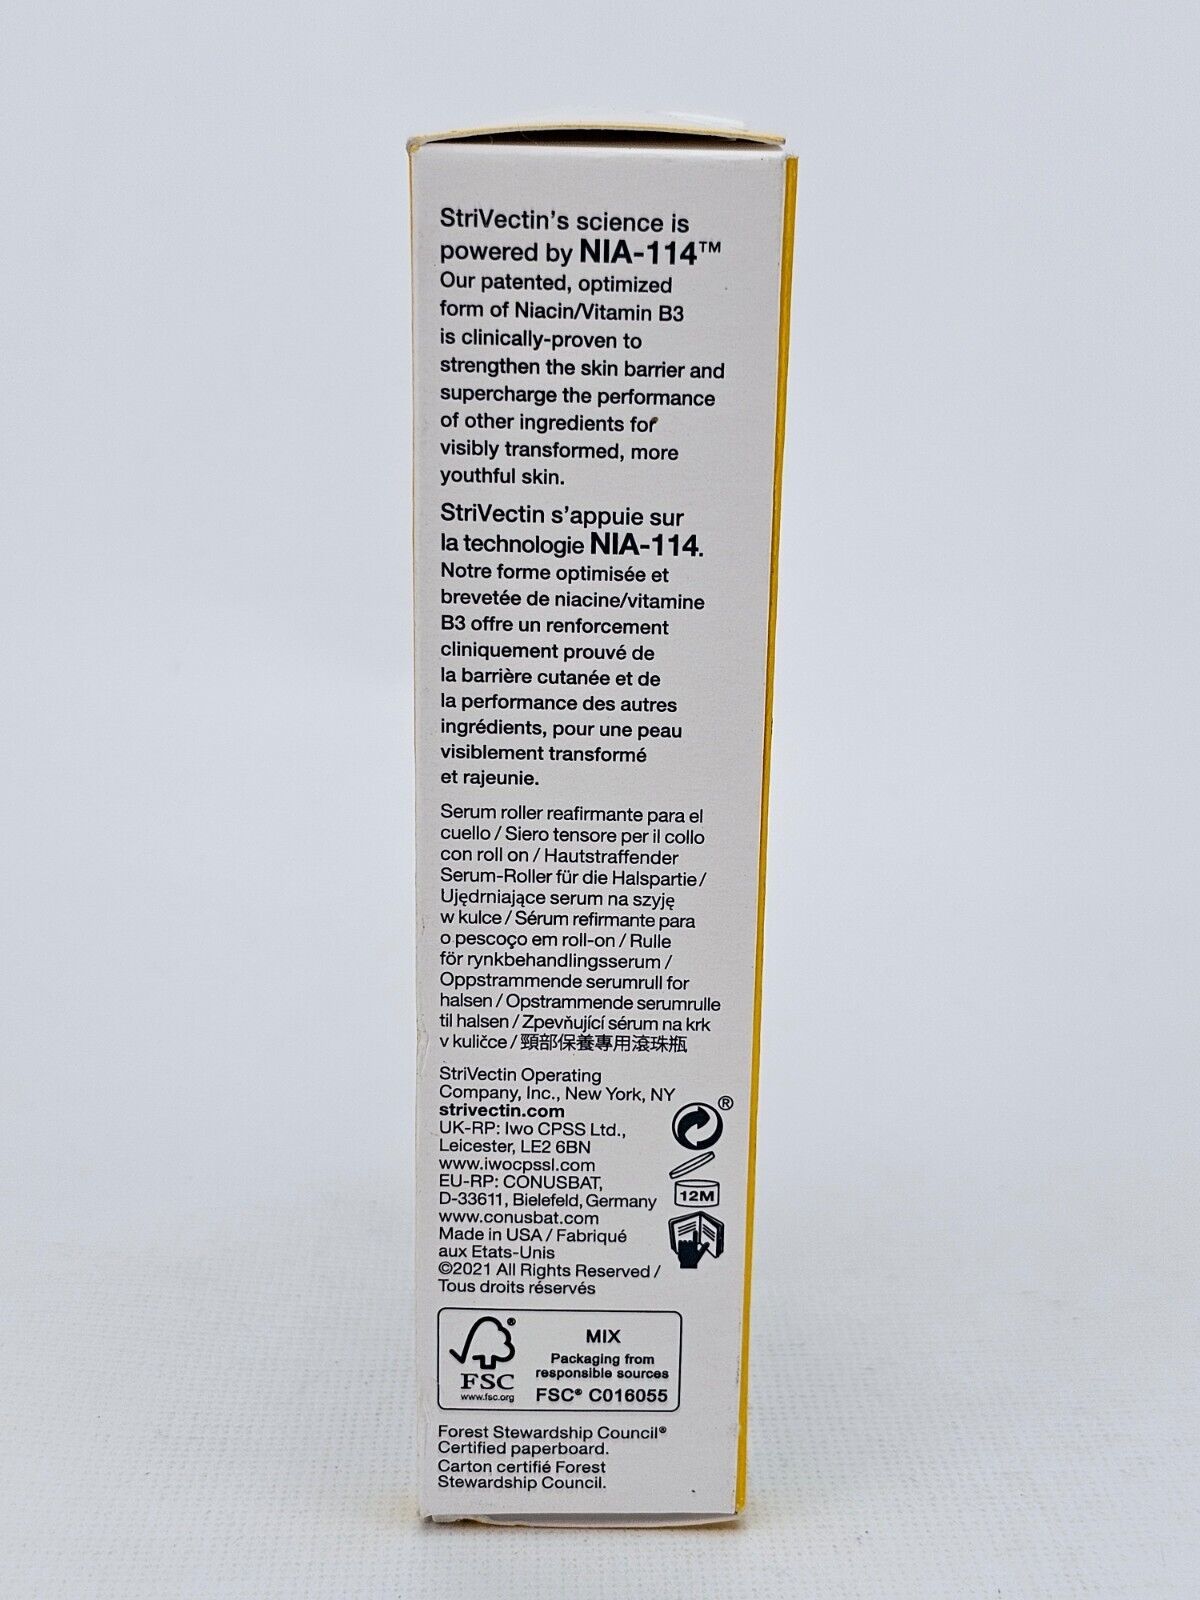 StriVectin's science is
powered by NIA-114™
Our patented, optimized
form of Niacin/Vitamin B3
is clinically-proven to
strengthen the skin barrier and
supercharge the performance
of other ingredients for
visibly transformed, more
youthful skin.
StriVectin s'appuie sur
la technologie NIA-114.
Notre forme optimisée et
brevetée de niacine/vitamine
B3 offre un renforcement
cliniquement prouvé de
la barrière cutanée et de
la performance des autres
ingrédients, pour une peau
visiblement transformé
et rajeunie.
Serum roller reafirmante para el
cuello / Siero tensore per il collo
con roll on / Hautstraffender
Serum-Roller für die Halspartie /
Ujędrniające serum na szyję
w kulce / Sérum refirmante para
o pescoço em roll-on / Rulle
för rynkbehandlingsserum /
Oppstrammende serumrull for
halsen / Opstrammende serumrulle
til halsen / Zpevňující sérum na krk
v kuličce / 頸部保養專用滾珠瓶
StriVectin Operating
Company, Inc., New York, NY
strivectin.com
UK-RP: Iwo CPSS Ltd.,
Leicester, LE2 6BN
www.iwocpssl.com
EU-RP: CONUSBAT,
D-33611, Bielefeld, Germany
www.conusbat.com
Made in USA / Fabriqué
aux Etats-Unis
©2021 All Rights Reserved /
Tous droits réservés
®
12M
®
FSC
www.fsc.org
MIX
Packaging from
responsible sources
FSC® C016055
Forest Stewardship Council®
Certified paperboard.
Carton certifié Forest
Stewardship Council.